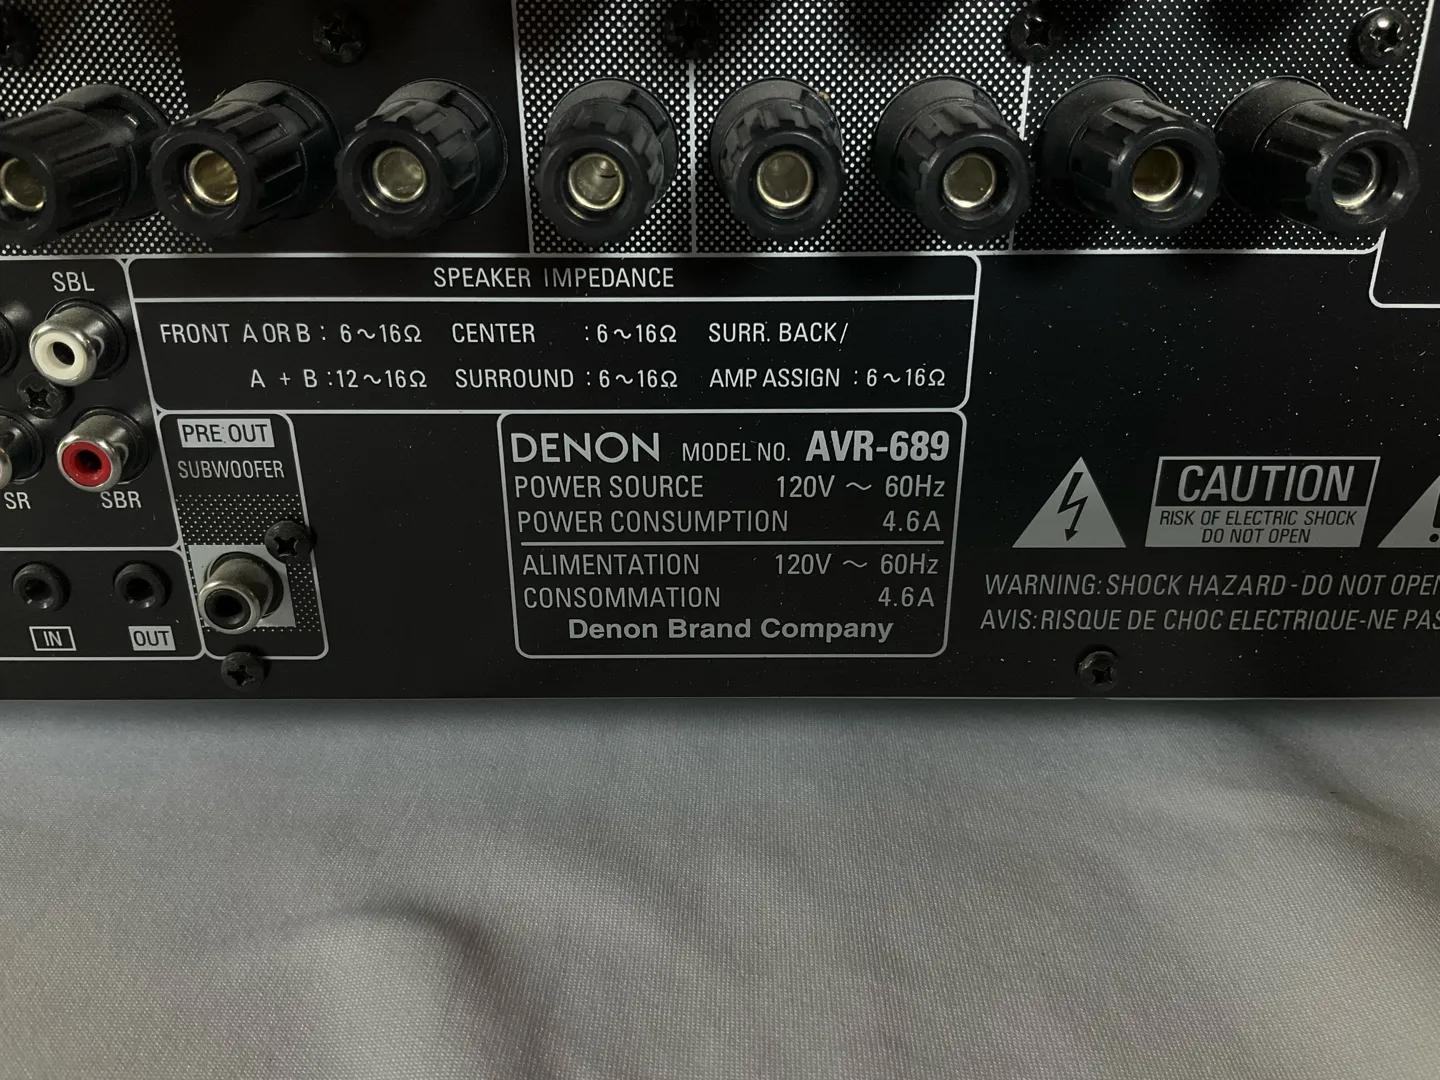 SPEAKER IMPEDANCE
FRONT A OR B : 6~16Ω CENTER : 6~16Ω SURR. BACK/
A + B : 12~16Ω SURROUND : 6~16Ω AMP ASSIGN : 6~16Ω
SBL
SR SBR
PRE OUT
SUBWOOFER
IN OUT
DENON MODEL NO. AVR-689
POWER SOURCE 120V ~ 60Hz
POWER CONSUMPTION 4.6A
ALIMENTATION 120V ~ 60Hz
CONSOMMATION 4.6A
Denon Brand Company
CAUTION
RISK OF ELECTRIC SHOCK
DO NOT OPEN
!
WARNING: SHOCK HAZARD - DO NOT OPEN
AVIS: RISQUE DE CHOC ELECTRIQUE-NE PAS